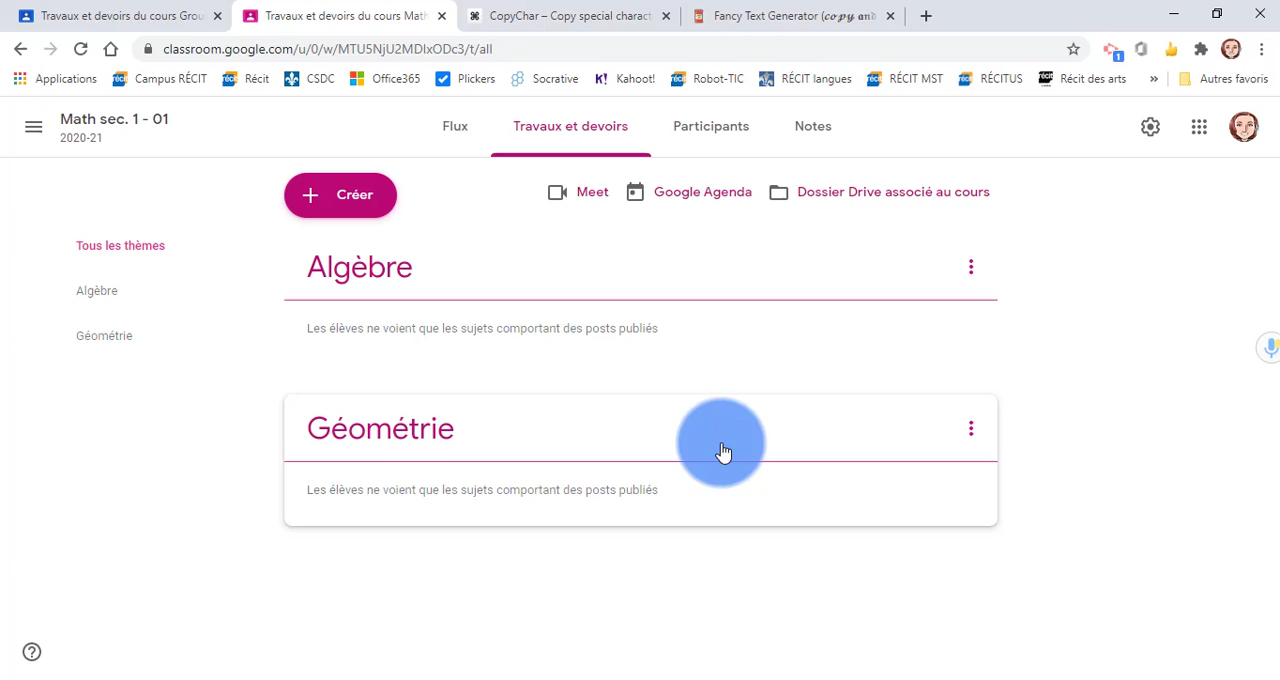 Travaux et devoirs du cours Grou
Travaux et devoirs du cours Math
CopyChar – Copy special charact
Fancy Text Generator (𝓬𝓸𝓹𝔂 𝓪𝓷𝓭
classroom.google.com/u/0/w/MTU5NjU2MDIxODc3/t/all
1
Applications
Campus RÉCIT
Récit
CSDC
Office365
Plickers
Socrative
K! Kahoot!
Robot-TIC
RÉCIT langues
RÉCIT MST
RÉCITUS
Récit des arts
»
Autres favoris
Math sec. 1 - 01
2020-21
Flux
Travaux et devoirs
Participants
Notes
+ Créer
Meet
Google Agenda
Dossier Drive associé au cours
Tous les thèmes
Algèbre
Géométrie
Algèbre
Les élèves ne voient que les sujets comportant des posts publiés
Géométrie
Les élèves ne voient que les sujets comportant des posts publiés